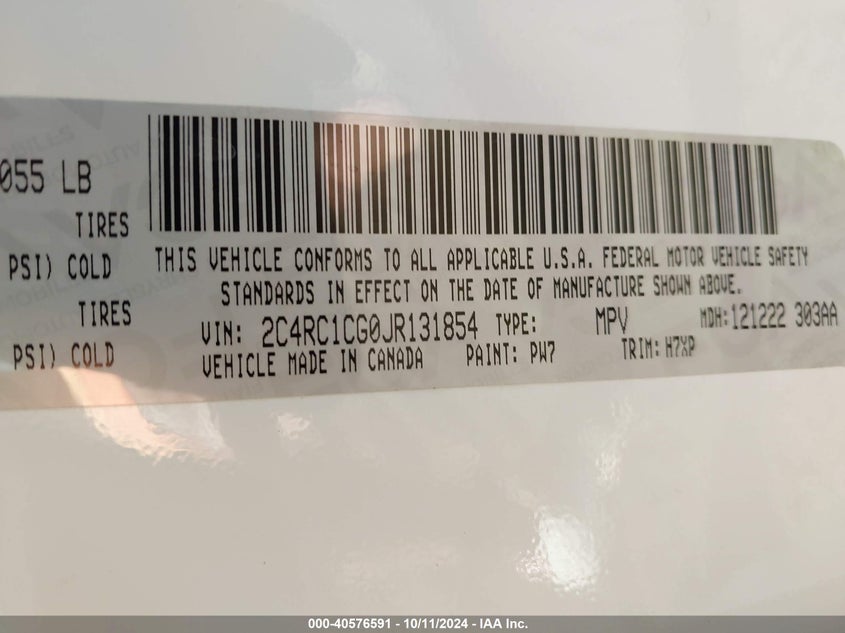 055 LB
TIRES
PSI) COLD
TIRES
PSI) COLD
THIS VEHICLE CONFORMS TO ALL APPLICABLE U.S.A. FEDERAL MOTOR VEHICLE SAFETY
STANDARDS IN EFFECT ON THE DATE OF MANUFACTURE SHOWN ABOVE.
VIN: 2C4RC1CG0JR131854 TYPE: MPV MDH:121222 303AA
VEHICLE MADE IN CANADA PAINT: PW7 TRIM: H7XP
000-40576591 - 10/11/2024 - IAA Inc.